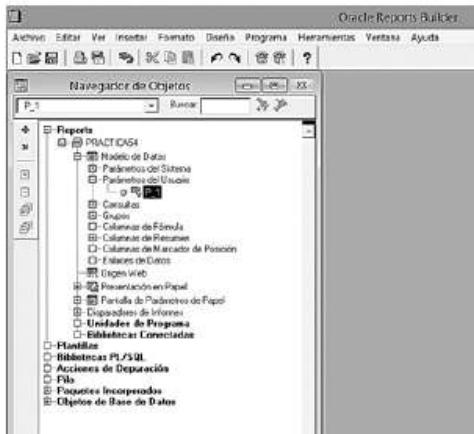 Oracle Reports Builder
Archivo Editar Ver Insertar Formato Diseño Programa Herramientas Ventana Ayuda
Navegador de Objetos
P_1 Buscar:
Reports
PRACTICA54
Modelo de Datos
Parámetros del Sistema
Parámetros del Usuario
P_1
Consultas
Grupos
Columnas de Fórmula
Columnas de Resumen
Columnas de Marcador de Posición
Enlaces de Datos
Origen Web
Presentación en Papel
Pantalla de Parámetros de Papel
Disparadores de Informes
Unidades de Programa
Bibliotecas Conectadas
Plantillas
Bibliotecas PL/SQL
Acciones de Depuración
Pila
Paquetes Incorporados
Objetos de Base de Datos